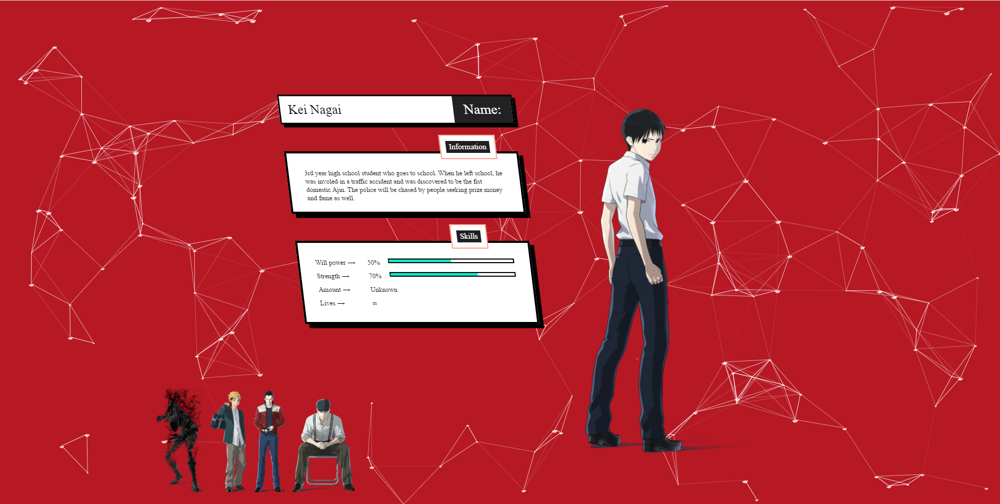 Kei Nagai Name:
Information
3rd year high school student who goes to school. When he left school, he
was involed in a traffic accident and was discovered to be the fist
domestic Ajin. The police will be chased by people seeking prize money
and fame as well.
Skills
Will power ⟶ 50%
Strength ⟶ 70%
Amount ⟶ Unknown
Lives ⟶ ∞